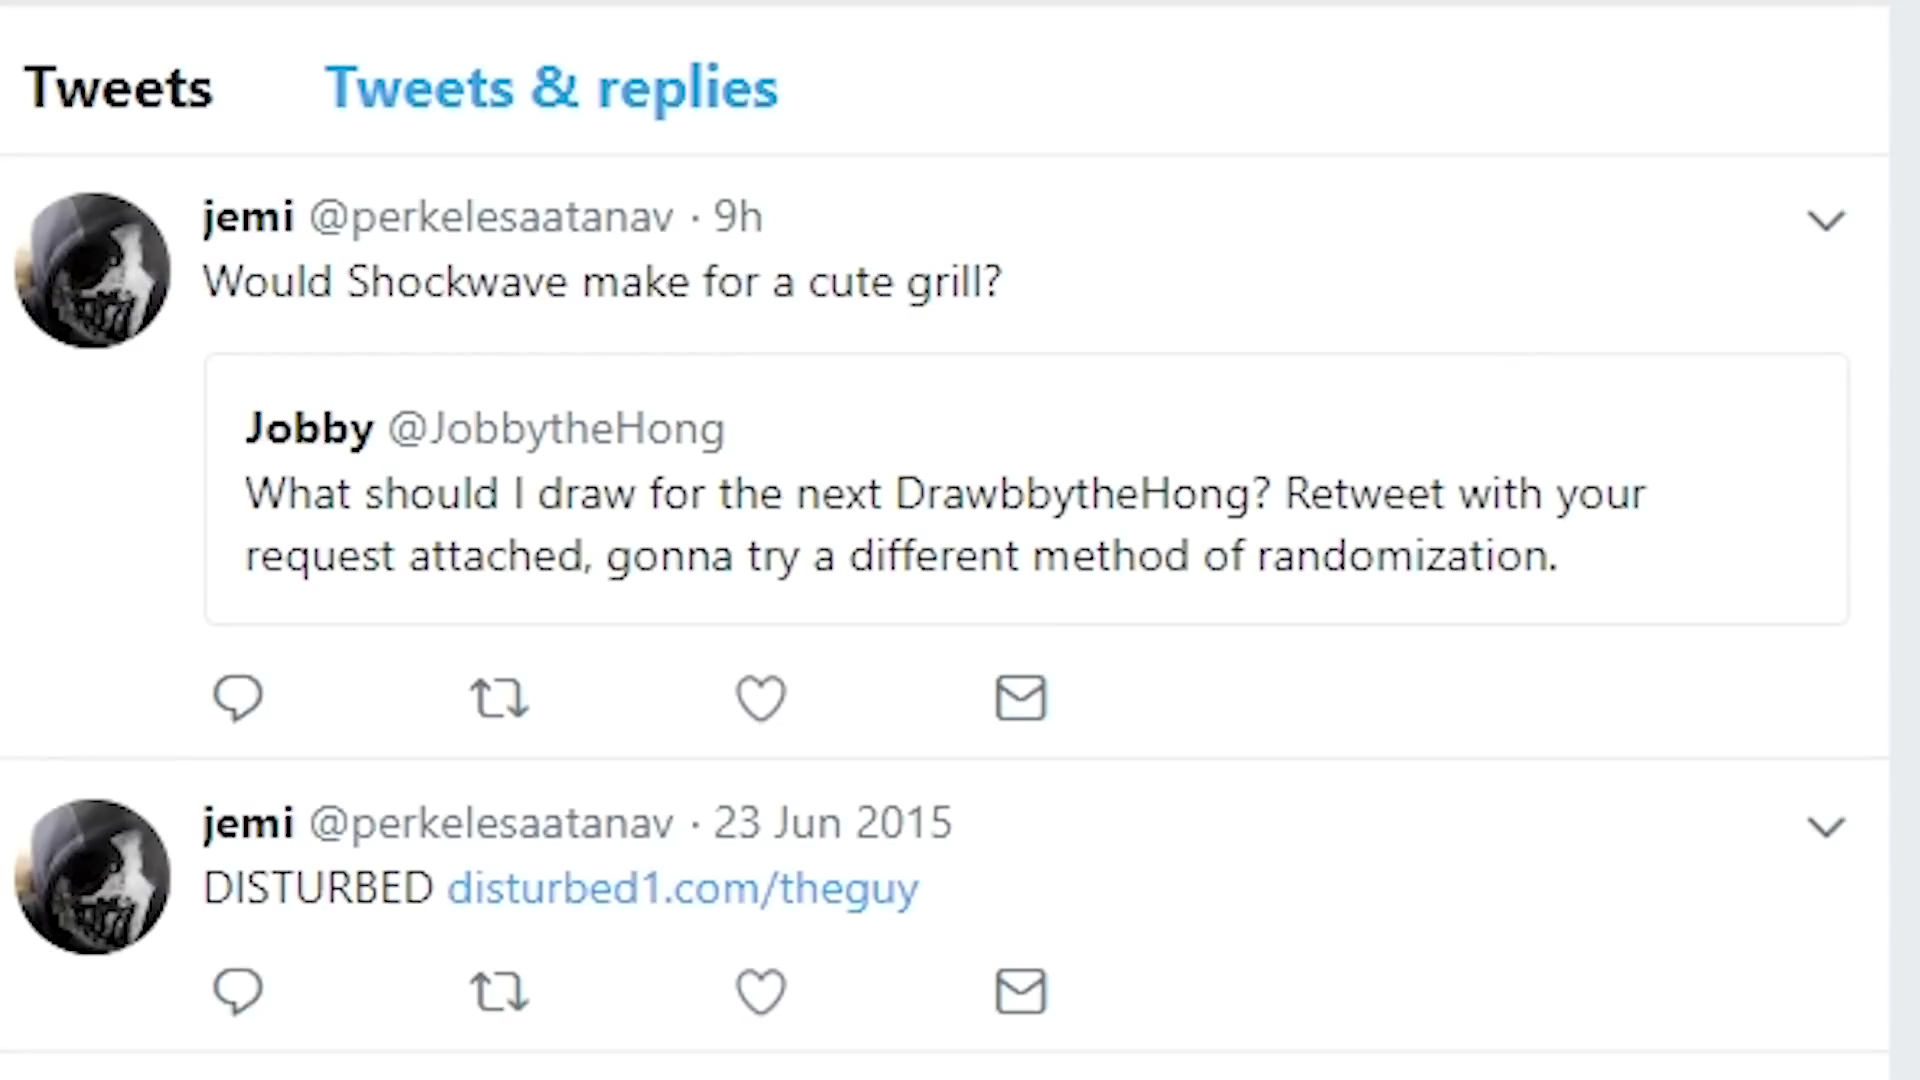 Tweets Tweets & replies
jemi @perkelesaatanav · 9h
Would Shockwave make for a cute grill?
Jobby @JobbytheHong
What should I draw for the next DrawbbytheHong? Retweet with your
request attached, gonna try a different method of randomization.
jemi @perkelesaatanav · 23 Jun 2015
DISTURBED disturbed1.com/theguy